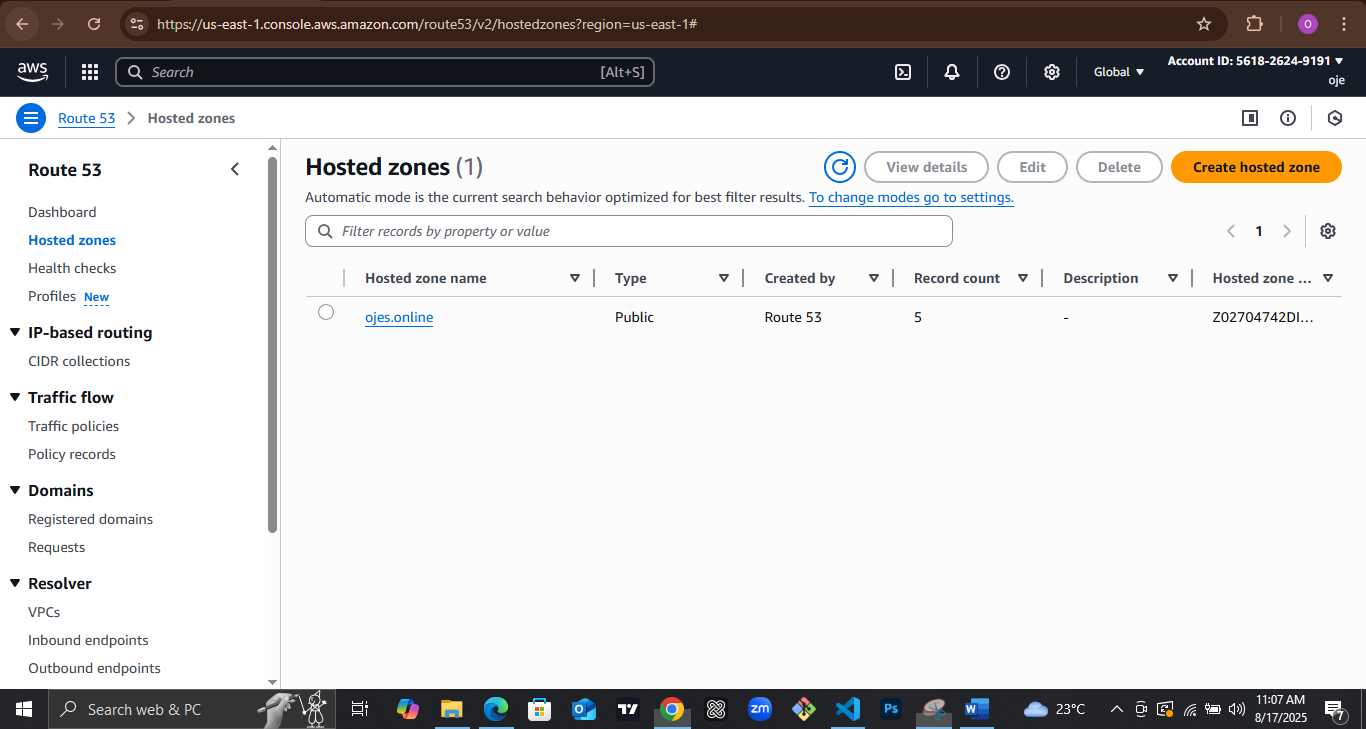 https://us-east-1.console.aws.amazon.com/route53/v2/hostedzones?region=us-east-1#
O
aws
Search
[Alt+S]
Global
Account ID: 5618-2624-9191
oje
Route 53
Hosted zones
Route 53
Dashboard
Hosted zones
Health checks
Profiles New
IP-based routing
CIDR collections
Traffic flow
Traffic policies
Policy records
Domains
Registered domains
Requests
Resolver
VPCs
Inbound endpoints
Outbound endpoints
Hosted zones (1)
View details
Edit
Delete
Create hosted zone
Automatic mode is the current search behavior optimized for best filter results. To change modes go to settings.
Filter records by property or value
1
Hosted zone name
Type
Created by
Record count
Description
Hosted zone ...
ojes.online
Public
Route 53
5
-
Z02704742DI...
Search web & PC
zm
Ps
W
23°C
11:07 AM
8/17/2025
7